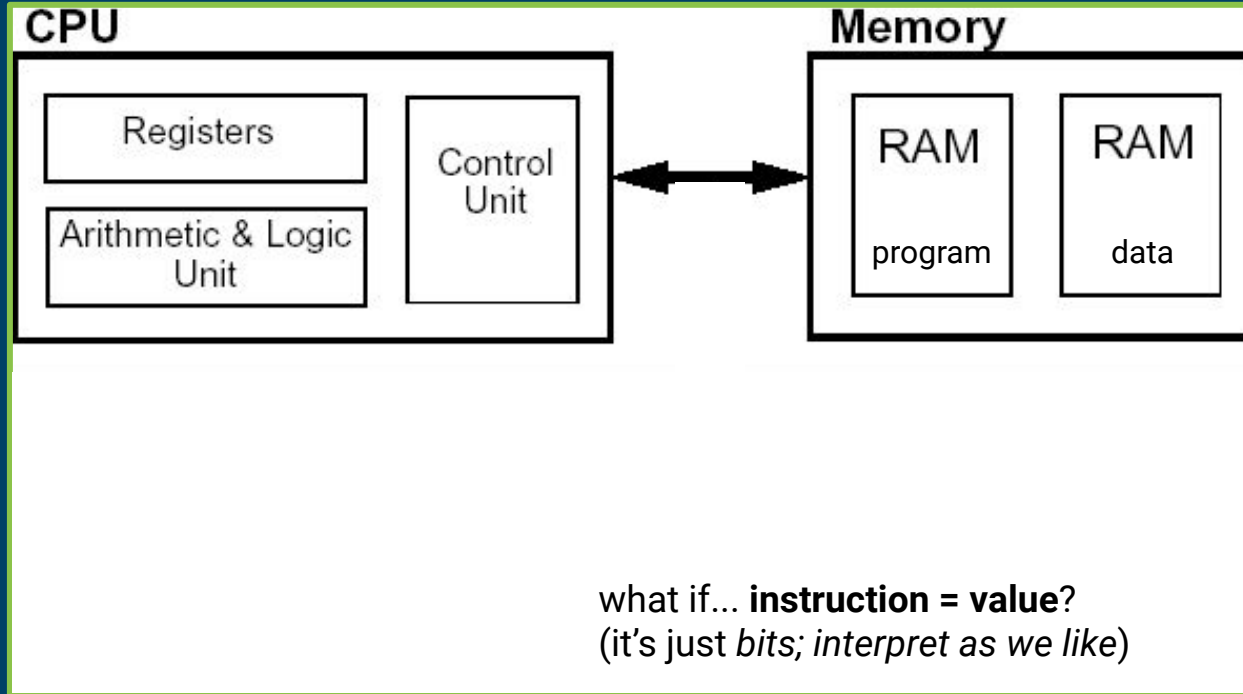 CPU
Memory
Registers
Arithmetic & Logic
Unit
Control
Unit
RAM
program
RAM
data
what if... instruction = value?
(it's just bits; interpret as we like)